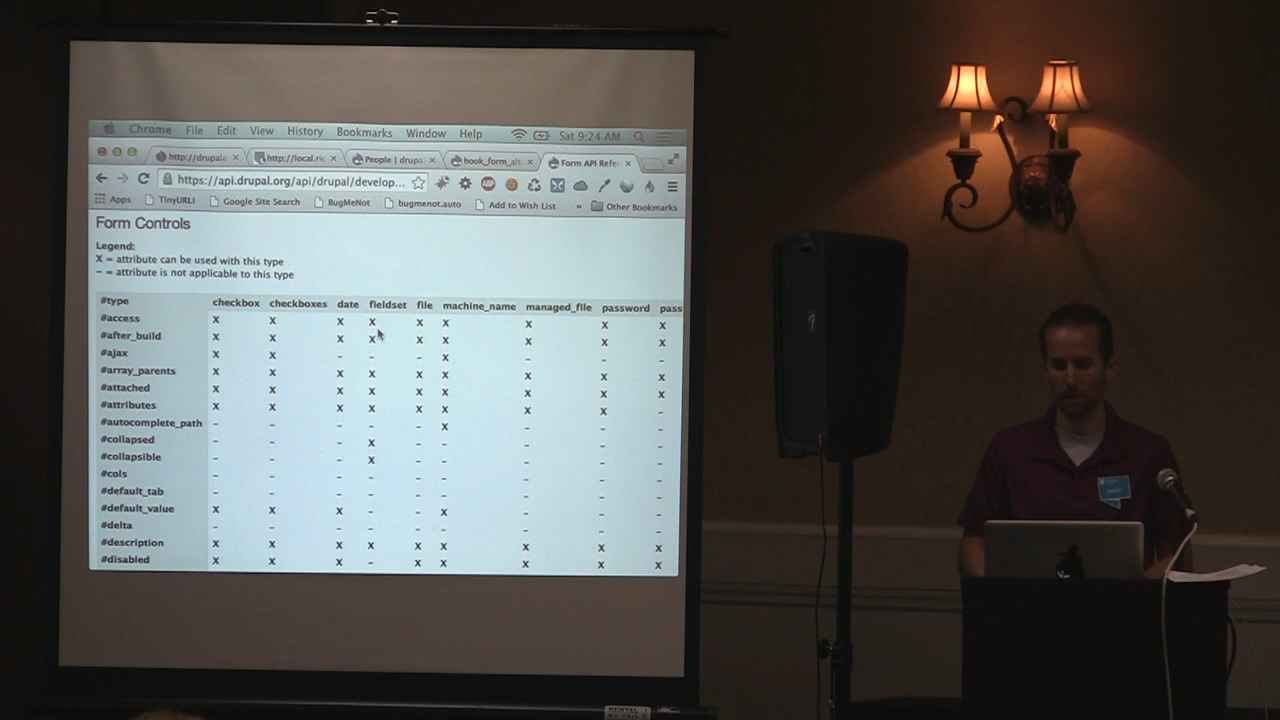 Chrome File Edit View History Bookmarks Window Help Sat 9:24 AM
http://drupala http://local.ric People | drupal hook_form_alt Form API Refe
https://api.drupal.org/api/drupal/develop...
Apps TinyURL! Google Site Search BugMeNot bugmenot.auto Add to Wish List » Other Bookmarks
Form Controls
Legend:
X = attribute can be used with this type
- = attribute is not applicable to this type
#type checkbox checkboxes date fieldset file machine_name managed_file password pass
#access X X X X X X X X X
#after_build X X X X X X X X X
#ajax X X - - - X - - -
#array_parents X X X X X X X X X
#attached X X X X X X X X X
#attributes X X X X X X X X -
#autocomplete_path - - - - - X - - -
#collapsed - - - X - - - - -
#collapsible - - - X - - - - -
#cols - - - - - - - - -
#default_tab - - - - - - - - -
#default_value X X X - - X - - -
#delta - - - - - - - - -
#description X X X X X X X X X
#disabled X X X - X X X X X